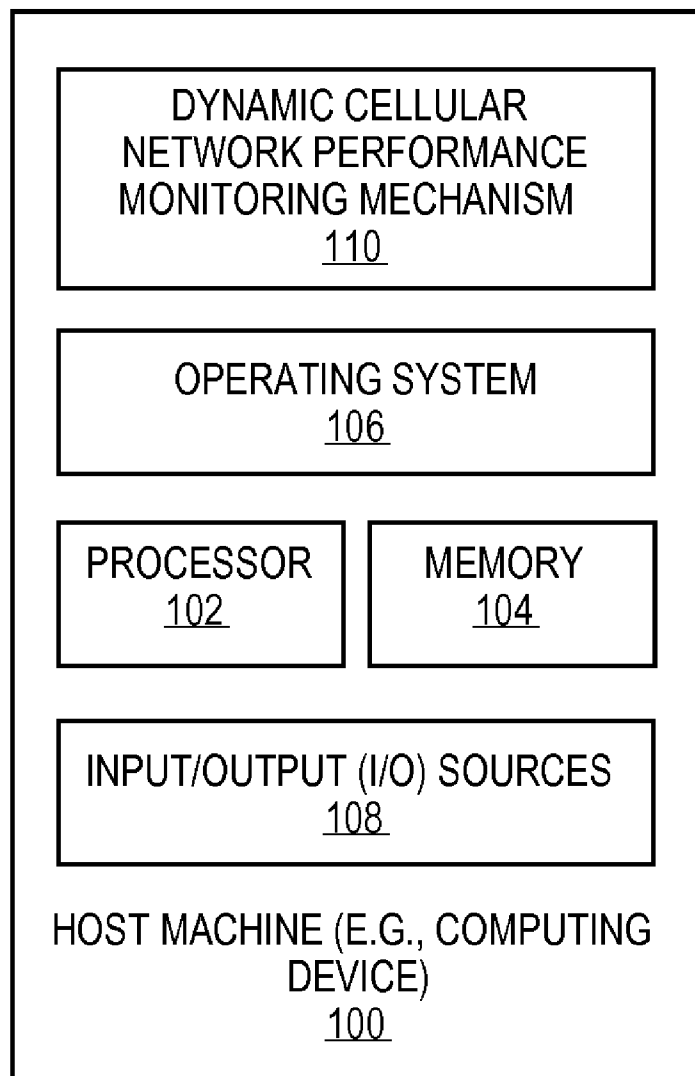 DYNAMIC CELLULAR
NETWORK PERFORMANCE
MONITORING MECHANISM
110
OPERATING SYSTEM
106
PROCESSOR
102
MEMORY
104
INPUT/OUTPUT (I/O) SOURCES
108
HOST MACHINE (E.G., COMPUTING
DEVICE)
100